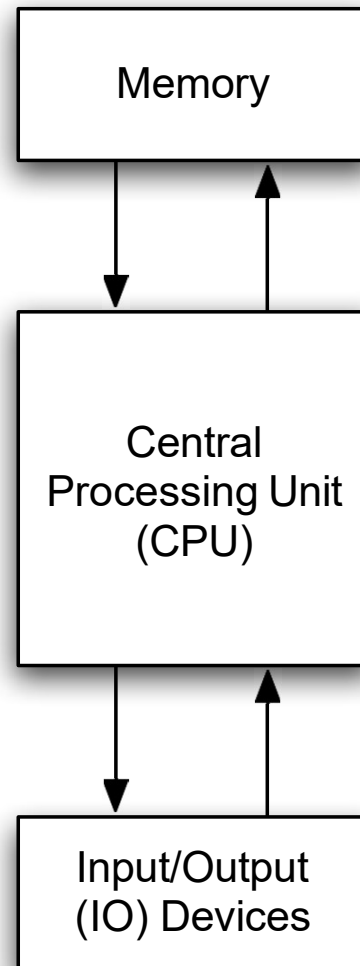 Memory
Central
Processing Unit
(CPU)
Input/Output
(IO) Devices